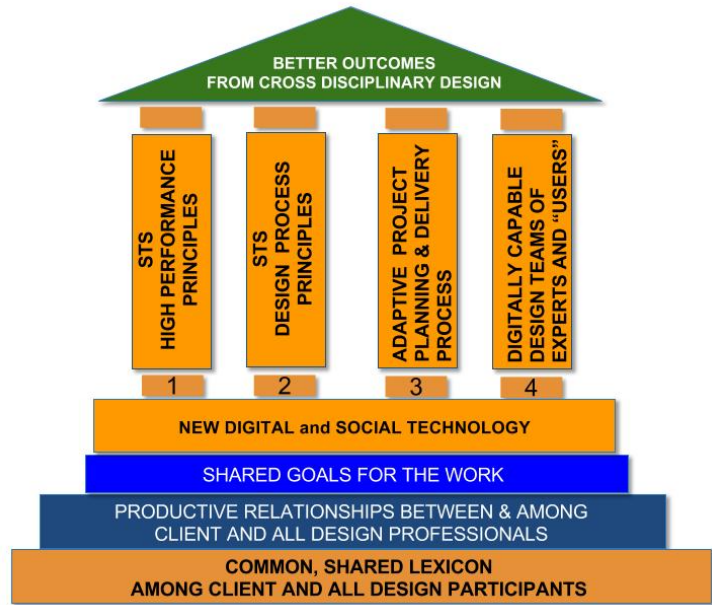 BETTER OUTCOMES
FROM CROSS DISCIPLINARY DESIGN
STS
HIGH PERFORMANCE
PRINCIPLES
STS
DESIGN PROCESS
PRINCIPLES
ADAPTIVE PROJECT
PLANNING & DELIVERY
PROCESS
DIGITALLY CAPABLE
DESIGN TEAMS OF
EXPERTS AND “USERS”
1
2
3
4
NEW DIGITAL and SOCIAL TECHNOLOGY
SHARED GOALS FOR THE WORK
PRODUCTIVE RELATIONSHIPS BETWEEN & AMONG
CLIENT AND ALL DESIGN PROFESSIONALS
COMMON, SHARED LEXICON
AMONG CLIENT AND ALL DESIGN PARTICIPANTS